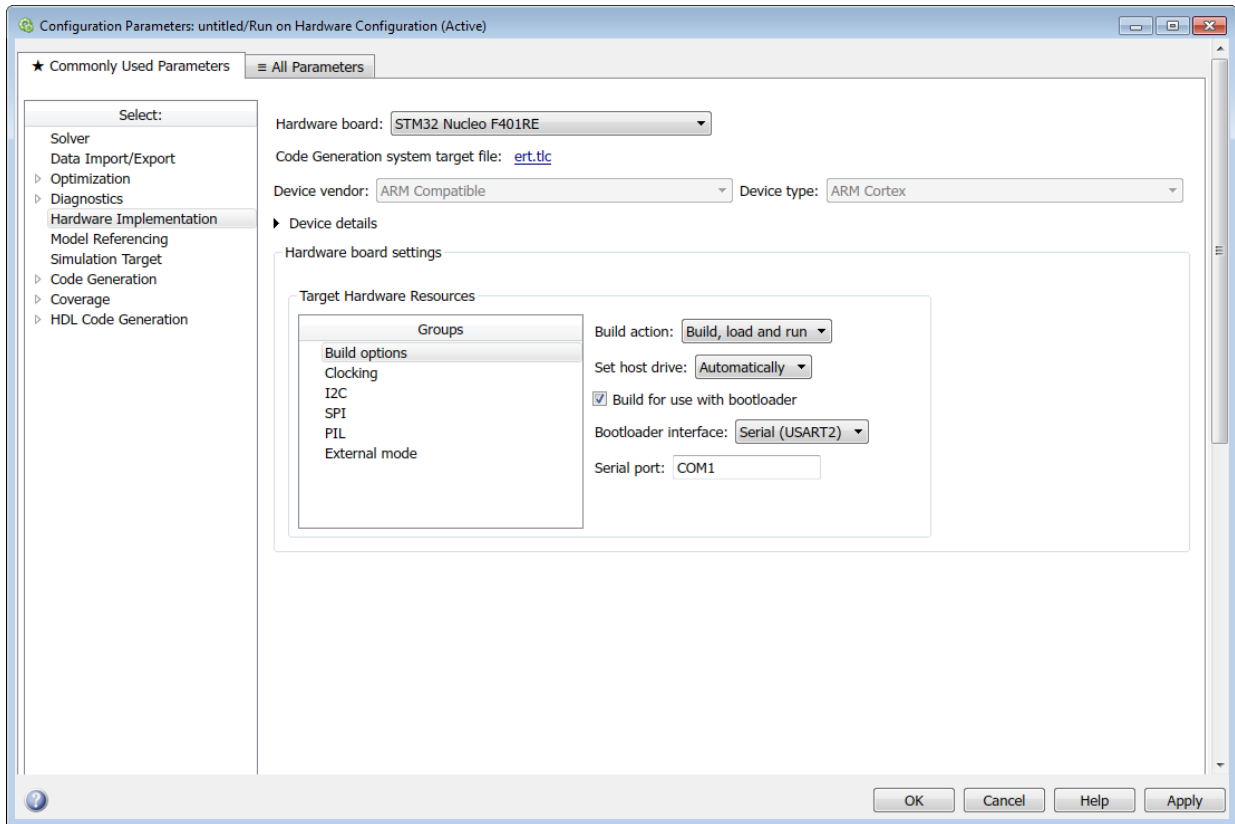 Configuration Parameters: untitled/Run on Hardware Configuration (Active)
★ Commonly Used Parameters
≡ All Parameters
Select:
Solver
Data Import/Export
Optimization
Diagnostics
Hardware Implementation
Model Referencing
Simulation Target
Code Generation
Coverage
HDL Code Generation
Hardware board: STM32 Nucleo F401RE
Code Generation system target file: ert.tlc
Device vendor: ARM Compatible Device type: ARM Cortex
Device details
Hardware board settings
Target Hardware Resources
Groups
Build options
Clocking
I2C
SPI
PIL
External mode
Build action: Build, load and run
Set host drive: Automatically
Build for use with bootloader
Bootloader interface: Serial (USART2)
Serial port: COM1
OK Cancel Help Apply